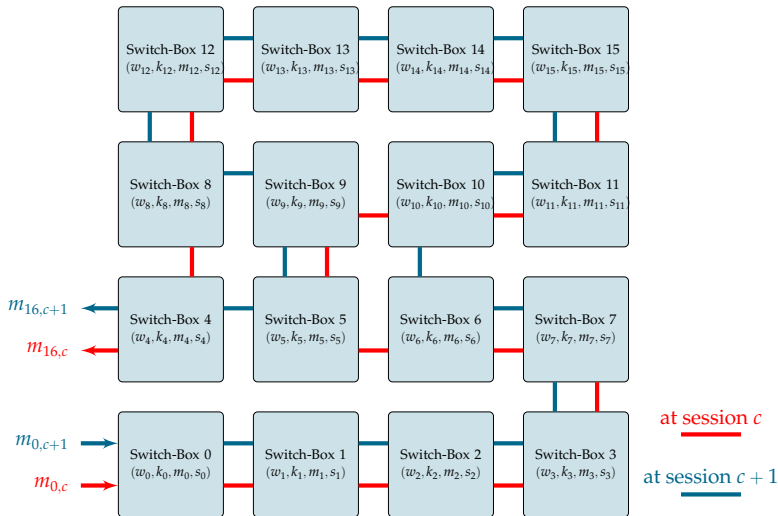 Switch-Box 12
(w₁₂, k₁₂, m₁₂, s₁₂)
Switch-Box 13
(w₁₃, k₁₃, m₁₃, s₁₃)
Switch-Box 14
(w₁₄, k₁₄, m₁₄, s₁₄)
Switch-Box 15
(w₁₅, k₁₅, m₁₅, s₁₅)
Switch-Box 8
(w₈, k₈, m₈, s₈)
Switch-Box 9
(w₉, k₉, m₉, s₉)
Switch-Box 10
(w₁₀, k₁₀, m₁₀, s₁₀)
Switch-Box 11
(w₁₁, k₁₁, m₁₁, s₁₁)
m₁₆,c+1
m₁₆,c
Switch-Box 4
(w₄, k₄, m₄, s₄)
Switch-Box 5
(w₅, k₅, m₅, s₅)
Switch-Box 6
(w₆, k₆, m₆, s₆)
Switch-Box 7
(w₇, k₇, m₇, s₇)
m₀,c+1
m₀,c
Switch-Box 0
(w₀, k₀, m₀, s₀)
Switch-Box 1
(w₁, k₁, m₁, s₁)
Switch-Box 2
(w₂, k₂, m₂, s₂)
Switch-Box 3
(w₃, k₃, m₃, s₃)
at session c
at session c + 1